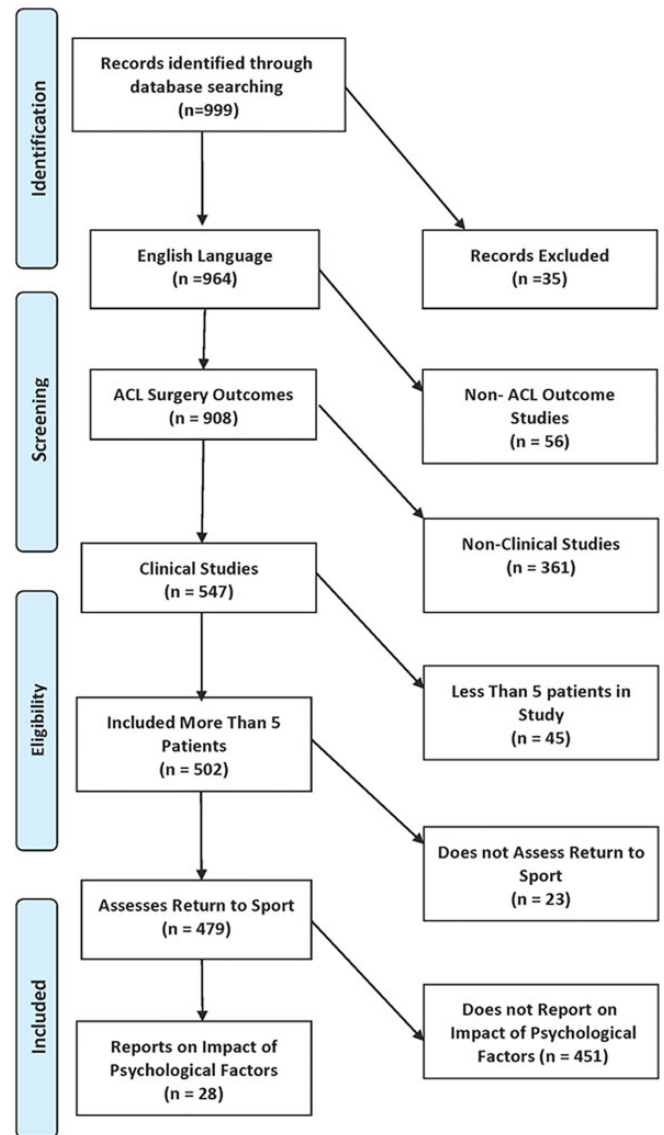 Identification
Records identified through
database searching
(n=999)
English Language
(n =964)
Records Excluded
(n =35)
Screening
ACL Surgery Outcomes
(n = 908)
Non- ACL Outcome
Studies
(n = 56)
Clinical Studies
(n = 547)
Non-Clinical Studies
(n = 361)
Eligibility
Included More Than 5
Patients
(n = 502)
Less Than 5 patients in
Study
(n = 45)
Assesses Return to Sport
(n = 479)
Does not Assess Return to
Sport
(n = 23)
Included
Reports on Impact of
Psychological Factors
(n = 28)
Does not Report on
Impact of Psychological
Factors (n = 451)